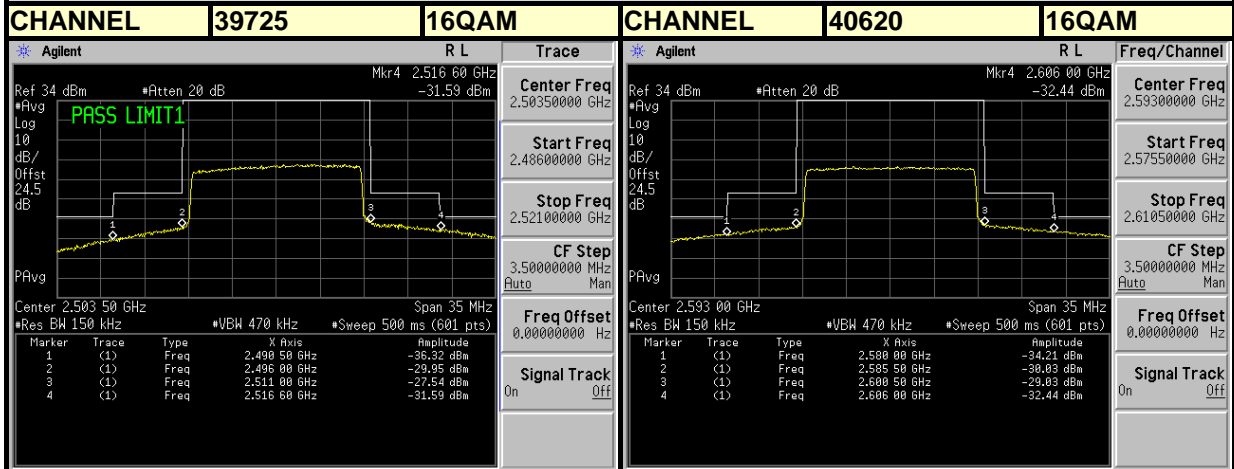 CHANNEL 39725 16QAM CHANNEL 40620 16QAM
Agilent R L Trace
Mkr4 2.516 60 GHz
Ref 34 dBm #Atten 20 dB -31.59 dBm
#Avg
Log
10
dB/
Offst
24.5
dB
PASS LIMIT1
1
2
3
4
PAvg
Center 2.503 50 GHz Span 35 MHz
#Res BW 150 kHz #VBW 470 kHz #Sweep 500 ms (601 pts)
Marker Trace Type X Axis Amplitude
1 (1) Freq 2.490 50 GHz -36.32 dBm
2 (1) Freq 2.496 00 GHz -29.95 dBm
3 (1) Freq 2.511 00 GHz -27.54 dBm
4 (1) Freq 2.516 60 GHz -31.59 dBm
Center Freq
2.50350000 GHz
Start Freq
2.48600000 GHz
Stop Freq
2.52100000 GHz
CF Step
3.50000000 MHz
Auto Man
Freq Offset
0.00000000 Hz
Signal Track
On Off
Agilent R L Freq/Channel
Mkr4 2.606 00 GHz
Ref 34 dBm #Atten 20 dB -32.44 dBm
#Avg
Log
10
dB/
Offst
24.5
dB
1
2
3
4
PAvg
Center 2.593 00 GHz Span 35 MHz
#Res BW 150 kHz #VBW 470 kHz #Sweep 500 ms (601 pts)
Marker Trace Type X Axis Amplitude
1 (1) Freq 2.580 00 GHz -34.21 dBm
2 (1) Freq 2.585 50 GHz -30.03 dBm
3 (1) Freq 2.600 50 GHz -29.03 dBm
4 (1) Freq 2.606 00 GHz -32.44 dBm
Center Freq
2.59300000 GHz
Start Freq
2.57550000 GHz
Stop Freq
2.61050000 GHz
CF Step
3.50000000 MHz
Auto Man
Freq Offset
0.00000000 Hz
Signal Track
On Off